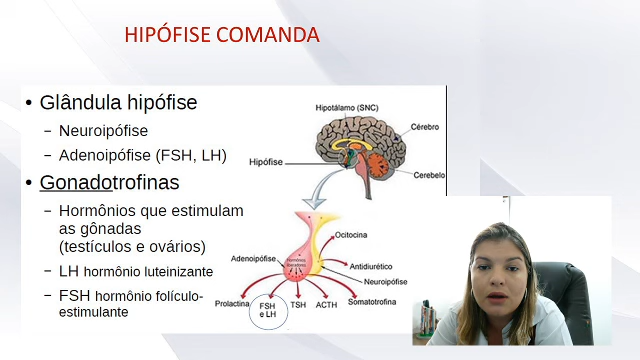 HIPÓFISE COMANDA
• Glândula hipófise
– Neuroipófise
– Adenoipófise (FSH, LH)
• Gonadotrofinas
– Hormônios que estimulam
as gônadas
(testículos e ovários)
– LH hormônio luteinizante
– FSH hormônio folículo-
estimulante
Hipotálamo (SNC)
Cérebro
Hipófise
Cerebelo
Ocitocina
Adenoipófise
Hormônios
liberadores
Antidiurético
Neuroipófise
Prolactina
FSH
e LH
TSH
ACTH
Somatotrofina